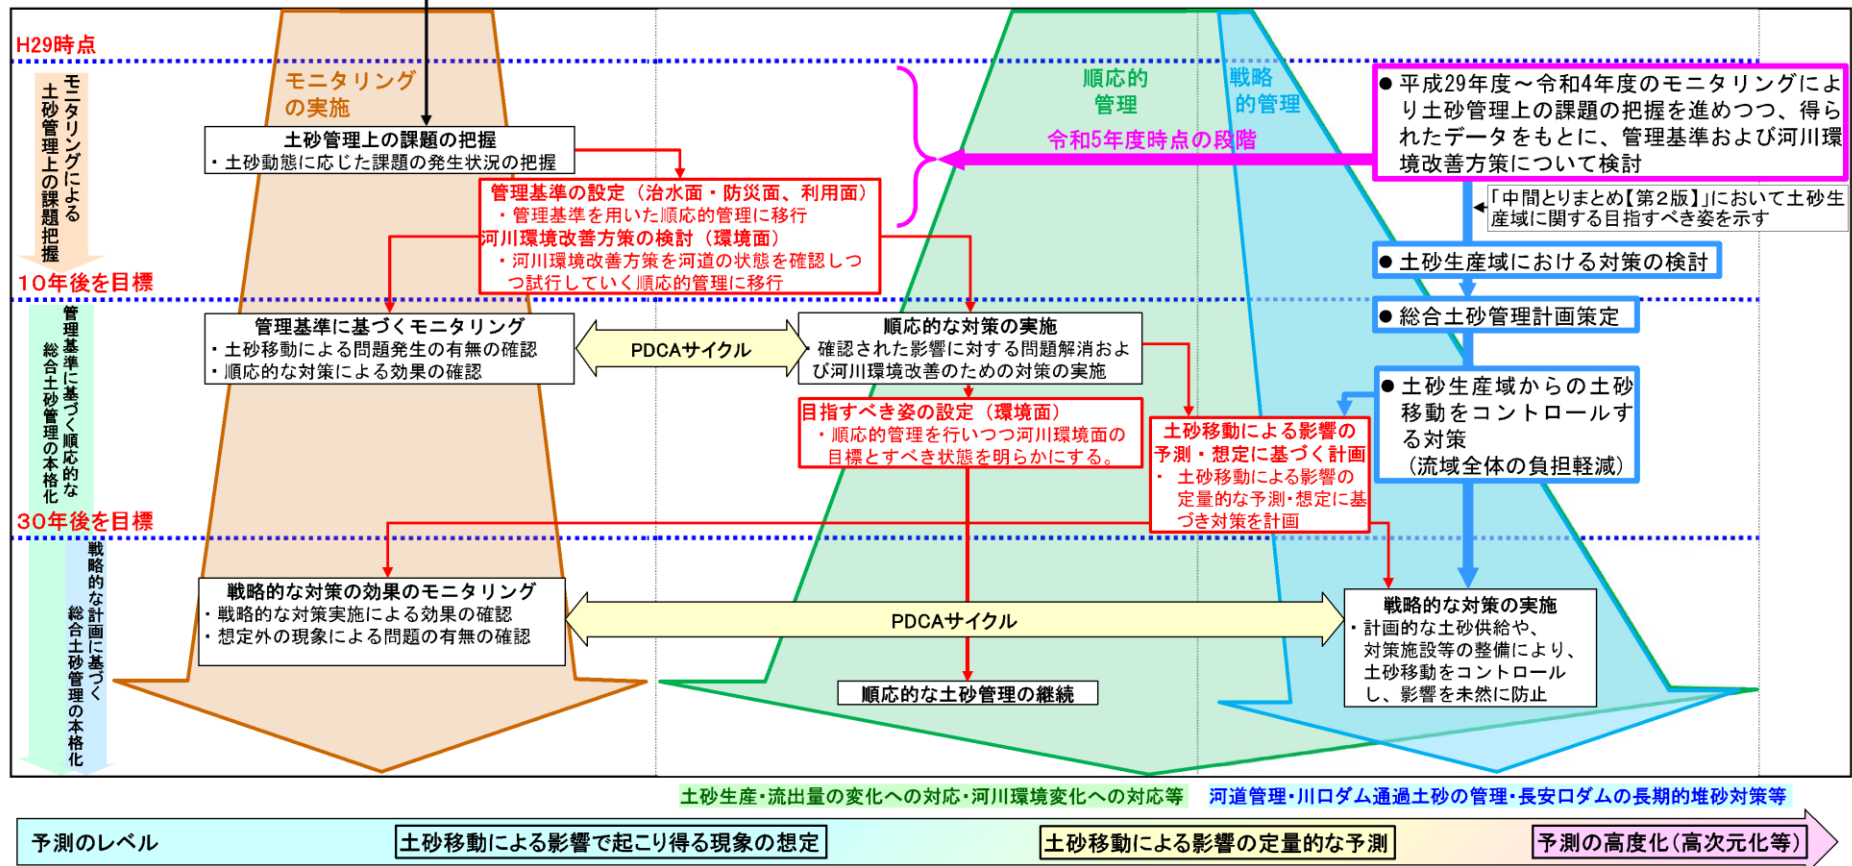 H29時点
モニタリングによる
土砂管理上の課題把握
モニタリング
の実施
土砂管理上の課題の把握
・土砂動態に応じた課題の発生状況の把握
管理基準の設定（治水面・防災面、利用面）
・管理基準を用いた順応的管理に移行
河川環境改善方策の検討（環境面）
・河川環境改善方策を河道の状態を確認しつ
つ試行していく順応的管理に移行
順応的
管理
戦略
的管理
令和5年度時点の段階
● 平成29年度～令和4年度のモニタリングによ
り土砂管理上の課題の把握を進めつつ、得ら
れたデータをもとに、管理基準および河川環
境改善方策について検討
「中間とりまとめ【第２版】」において土砂生
産域に関する目指すべき姿を示す
● 土砂生産域における対策の検討
10年後を目標
● 総合土砂管理計画策定
管理基準に基づく順応的な
総合土砂管理の本格化
管理基準に基づくモニタリング
・土砂移動による問題発生の有無の確認
・順応的な対策による効果の確認
PDCAサイクル
順応的な対策の実施
・確認された影響に対する問題解消およ
び河川環境改善のための対策の実施
目指すべき姿の設定（環境面）
・順応的管理を行いつつ河川環境面の
目標とすべき状態を明らかにする。
土砂移動による影響の
予測・想定に基づく計画
・ 土砂移動による影響の
定量的な予測・想定に基
づき対策を計画
● 土砂生産域からの土砂
移動をコントロールす
る対策
（流域全体の負担軽減）
30年後を目標
戦略的な計画に基づく
総合土砂管理の本格化
戦略的な対策の効果のモニタリング
・戦略的な対策実施による効果の確認
・想定外の現象による問題の有無の確認
PDCAサイクル
戦略的な対策の実施
・計画的な土砂供給や、
対策施設等の整備により、
土砂移動をコントロール
し、影響を未然に防止
順応的な土砂管理の継続
土砂生産・流出量の変化への対応・河川環境変化への対応等
河道管理・川口ダム通過土砂の管理・長安口ダムの長期的堆砂対策等
予測のレベル
土砂移動による影響で起こり得る現象の想定
土砂移動による影響の定量的な予測
予測の高度化（高次元化等）